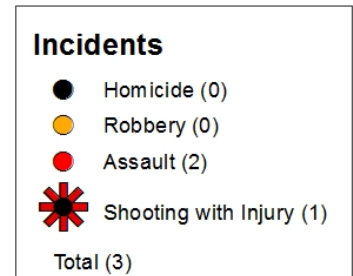 Incidents
Homicide (0)
Robbery (0)
Assault (2)
Shooting with Injury (1)
Total (3)